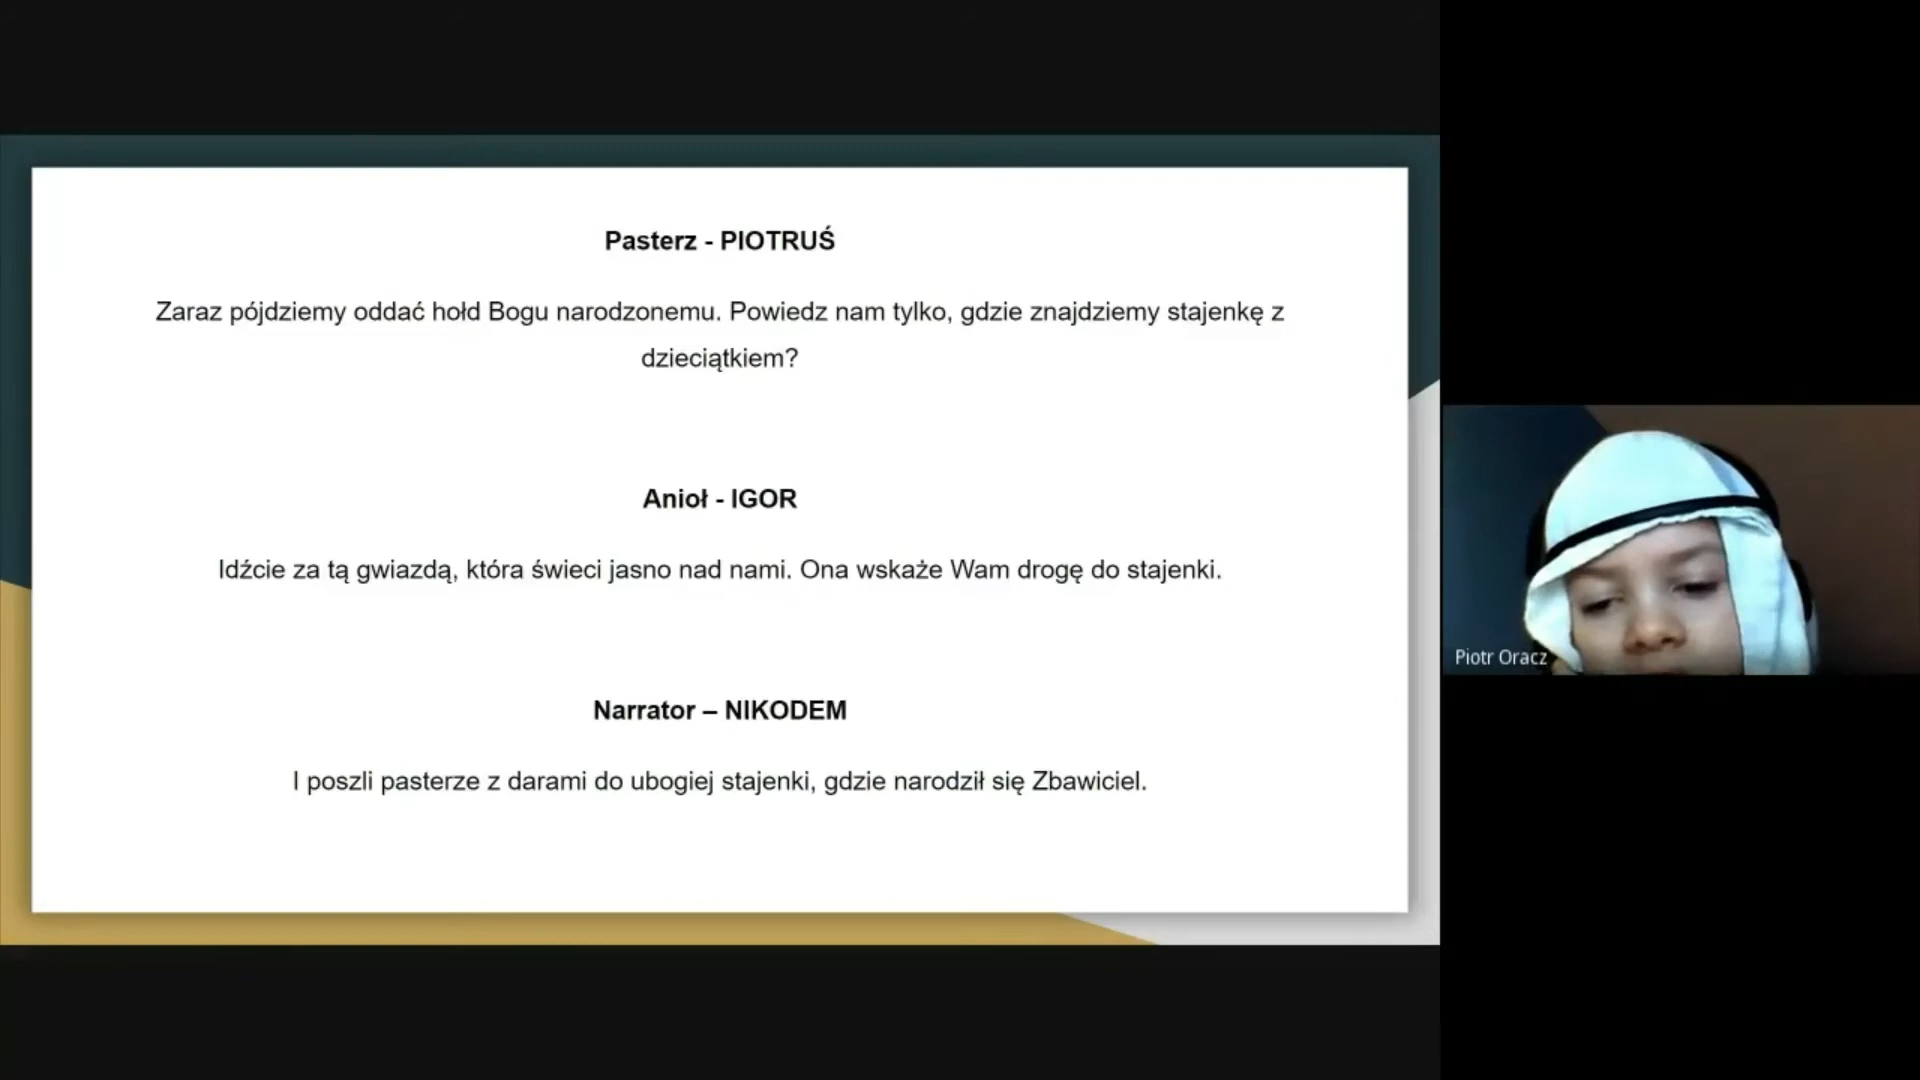 Pasterz - PIOTRUŚ
Zaraz pójdziemy oddać hołd Bogu narodzonemu. Powiedz nam tylko, gdzie znajdziemy stajenkę z
dzieciątkiem?
Anioł - IGOR
Idźcie za tą gwiazdą, która świeci jasno nad nami. Ona wskaże Wam drogę do stajenki.
Narrator – NIKODEM
I poszli pasterze z darami do ubogiej stajenki, gdzie narodził się Zbawiciel.
Piotr Oracz